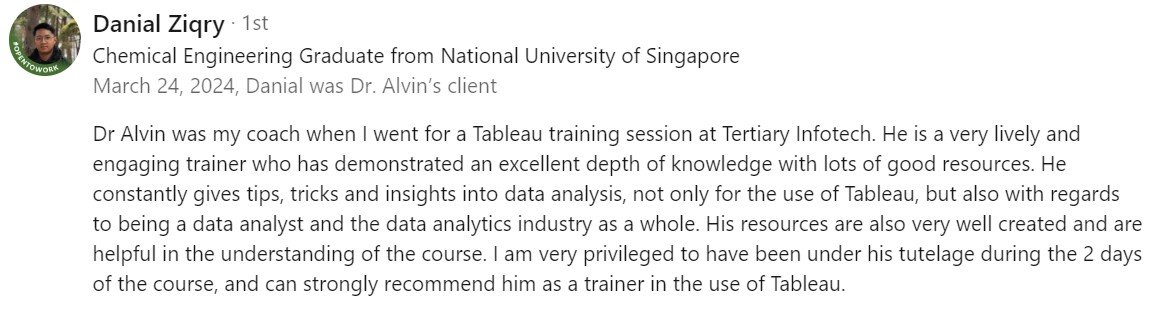 Danial Ziqry · 1st
Chemical Engineering Graduate from National University of Singapore
March 24, 2024, Danial was Dr. Alvin’s client
Dr Alvin was my coach when I went for a Tableau training session at Tertiary Infotech. He is a very lively and
engaging trainer who has demonstrated an excellent depth of knowledge with lots of good resources. He
constantly gives tips, tricks and insights into data analysis, not only for the use of Tableau, but also with regards
to being a data analyst and the data analytics industry as a whole. His resources are also very well created and are
helpful in the understanding of the course. I am very privileged to have been under his tutelage during the 2 days
of the course, and can strongly recommend him as a trainer in the use of Tableau.
#OPENTOWORK